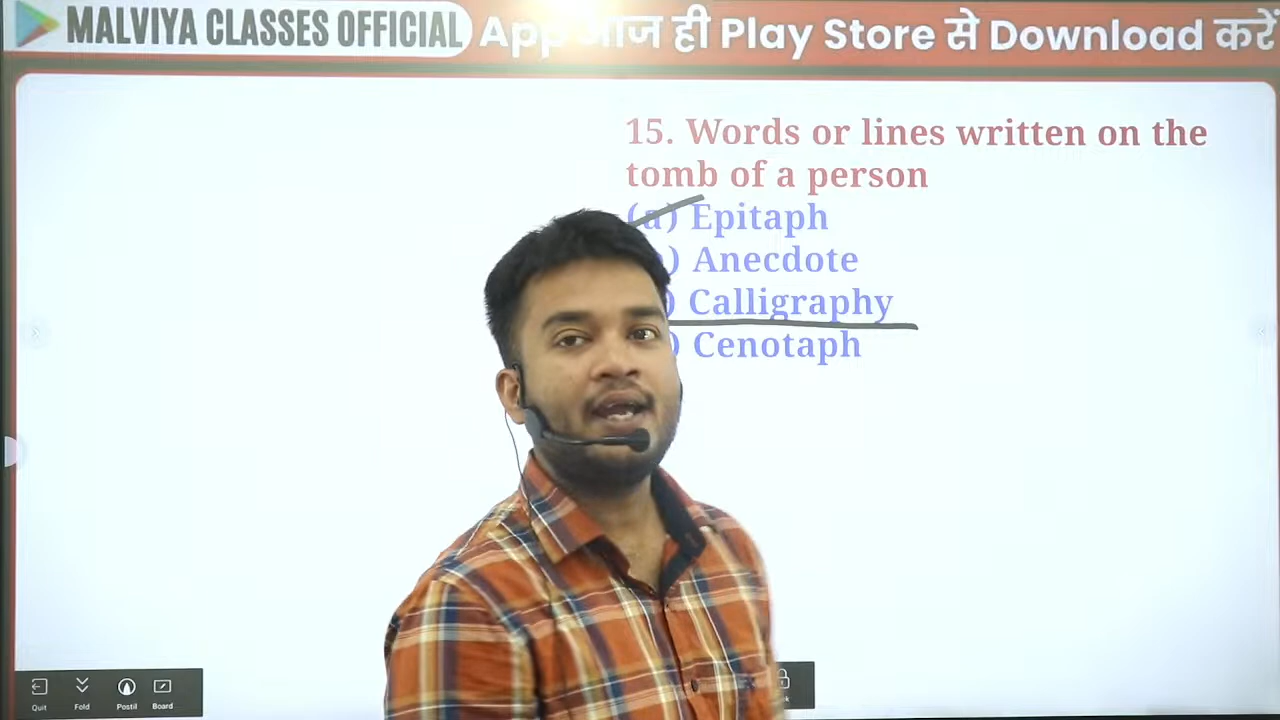 MALVIYA CLASSES OFFICIAL App आज ही Play Store से Download करें
15. Words or lines written on the
tomb of a person
(a) Epitaph
) Anecdote
) Calligraphy
) Cenotaph
Quit Fold Postil Board